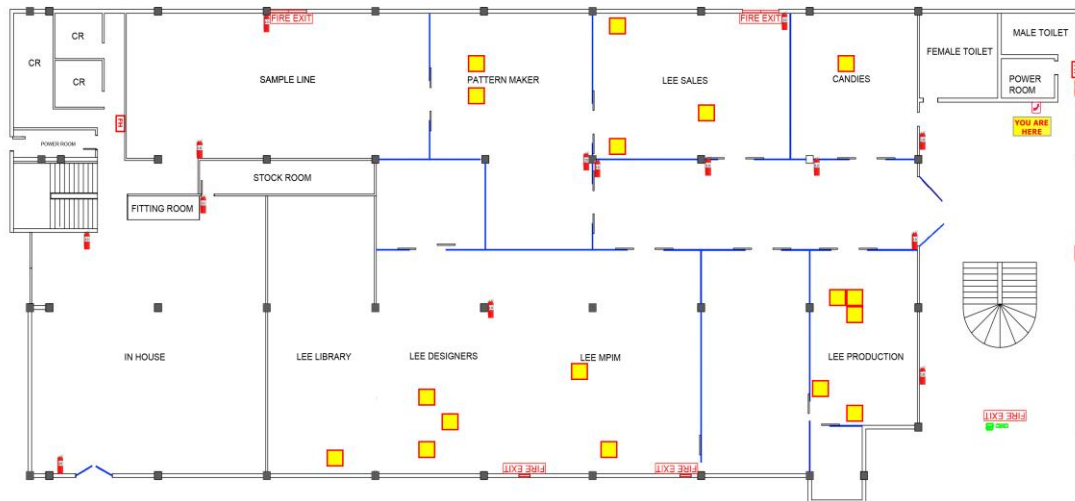 FIRE EXIT
FIRE EXIT
CR
CR
CR
SAMPLE LINE
PATTERN MAKER
LEE SALES
CANDIES
FEMALE TOILET
MALE TOILET
POWER
ROOM
YOU ARE
HERE
FH
POWER ROOM
STOCK ROOM
FITTING ROOM
IN HOUSE
LEE LIBRARY
LEE DESIGNERS
LEE MPIM
LEE PRODUCTION
FIRE EXIT
FIRE EXIT
FIRE EXIT